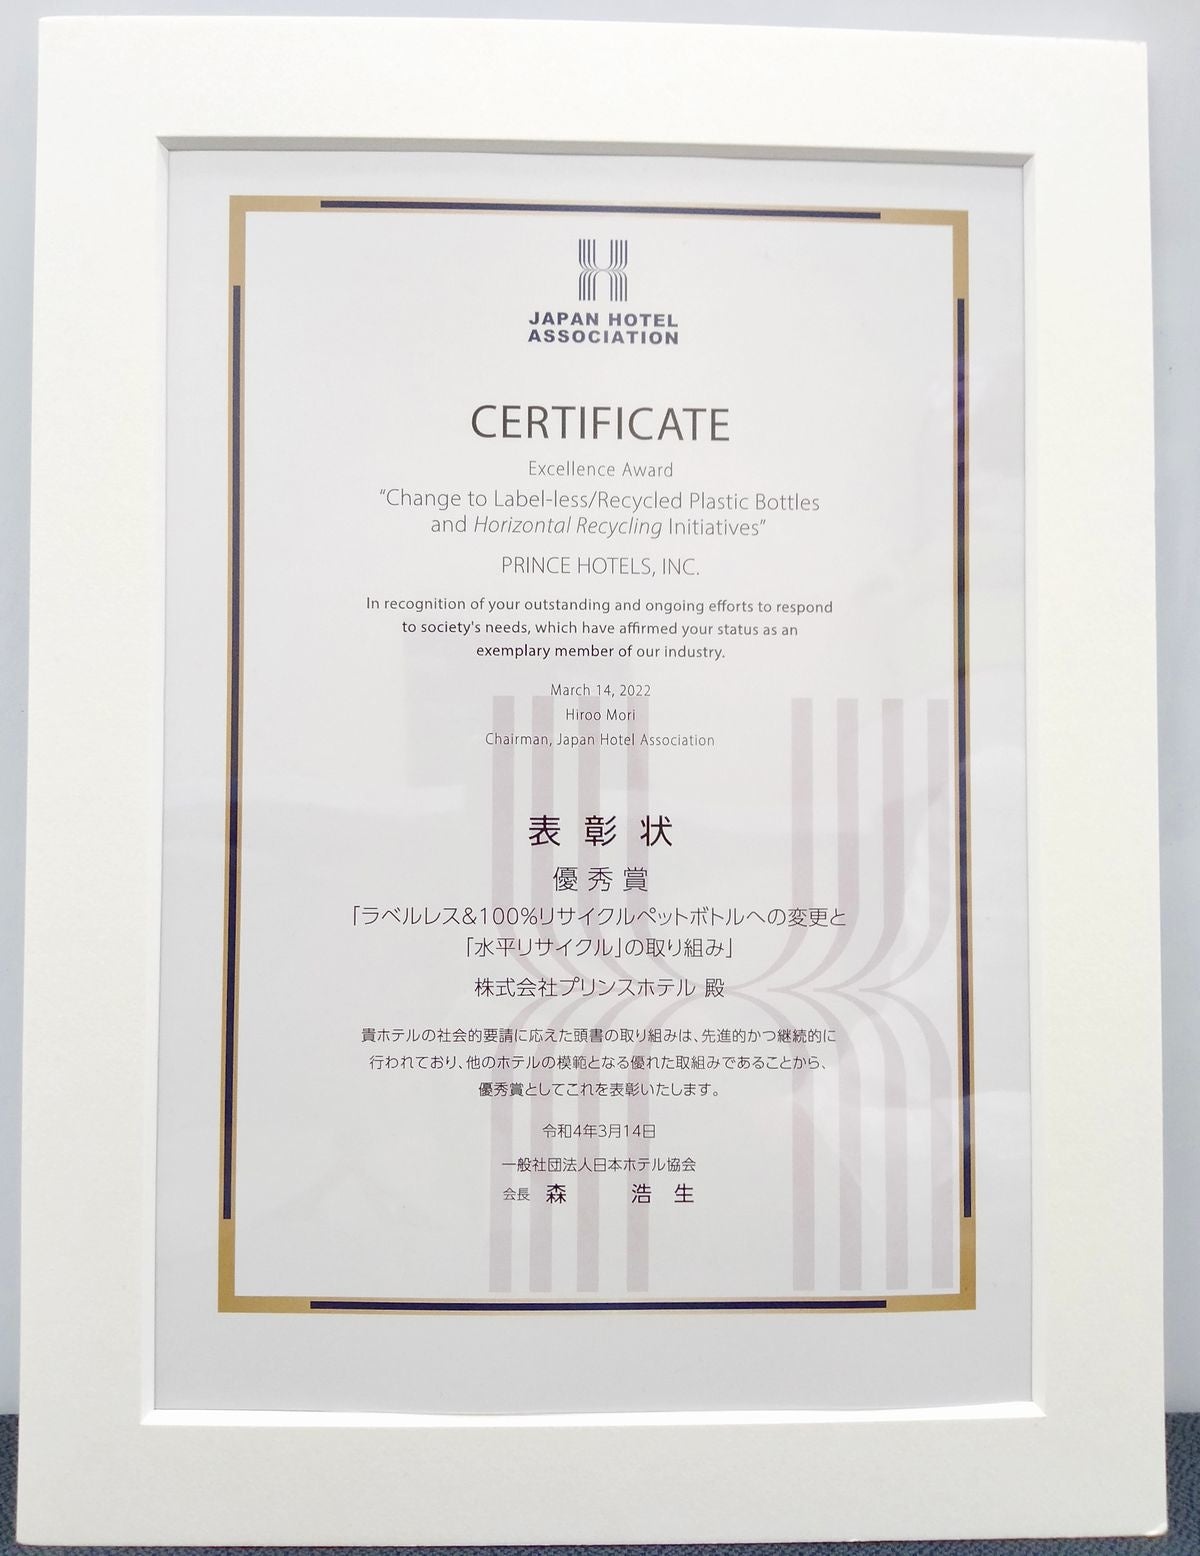 JAPAN HOTEL
ASSOCIATION
CERTIFICATE
Excellence Award
“Change to Label-less/Recycled Plastic Bottles
and Horizontal Recycling Initiatives”
PRINCE HOTELS, INC.
In recognition of your outstanding and ongoing efforts to respond
to society's needs, which have affirmed your status as an
exemplary member of our industry.
March 14, 2022
Hiroo Mori
Chairman, Japan Hotel Association
表彰状
優秀賞
「ラベルレス&100%リサイクルペットボトルへの変更と
「水平リサイクル」の取り組み」
株式会社プリンスホテル 殿
貴ホテルの社会的要請に応えた頭書の取り組みは、先進的かつ継続的に
行われており、他のホテルの模範となる優れた取組みであることから、
優秀賞としてこれを表彰いたします。
令和4年3月14日
一般社団法人日本ホテル協会
会長 森 浩生